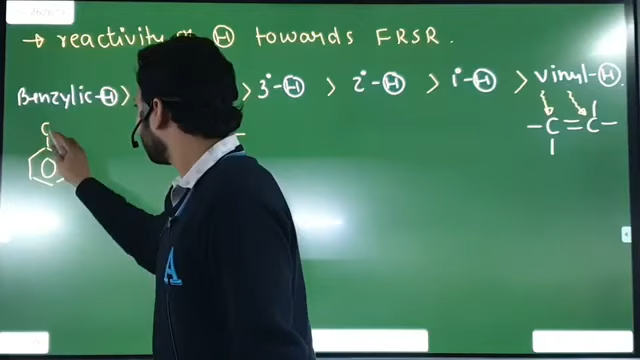 → reactivity of H towards FRSR.
Benzylic-H > > 3°-H > 2°-H > 1°-H > vinyl-H.
C
-C=C-
A